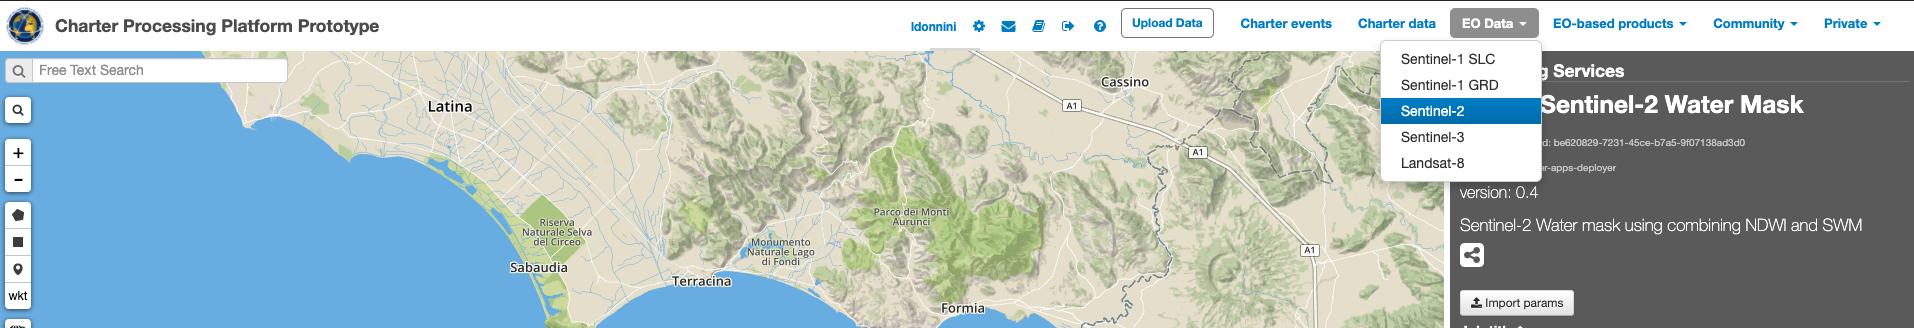 Charter Processing Platform Prototype
ldonnini
Upload Data
Charter events
Charter data
EO Data
EO-based products
Community
Private
Free Text Search
Sentinel-1 SLC
Sentinel-1 GRD
Sentinel-2
Sentinel-3
Landsat-8
g Services
Sentinel-2 Water Mask
d: be620829-7231-45ce-b7a5-9f07138ad3d0
er-apps-deployer
version: 0.4
Sentinel-2 Water mask using combining NDWI and SWM
Import params
+
-
wkt
Latina
Cassino
A1
A1
A1
Riserva
Naturale Selva
del Circeo
Parco dei Monti
Aurunci
Monumento
Naturale Lago
di Fondi
Sabaudia
Terracina
Formia